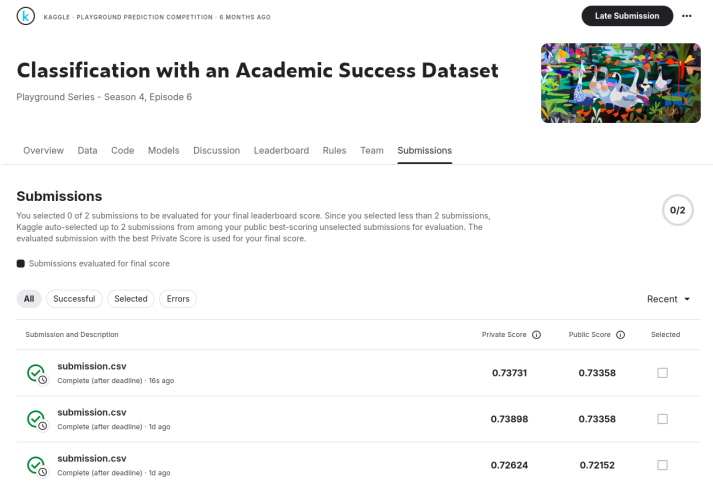 k KAGGLE · PLAYGROUND PREDICTION COMPETITION · 6 MONTHS AGO
Late Submission
Classification with an Academic Success Dataset
Playground Series - Season 4, Episode 6
Overview Data Code Models Discussion Leaderboard Rules Team Submissions
Submissions
0/2
You selected 0 of 2 submissions to be evaluated for your final leaderboard score. Since you selected less than 2 submissions,
Kaggle auto-selected up to 2 submissions from among your public best-scoring unselected submissions for evaluation. The
evaluated submission with the best Private Score is used for your final score.
Submissions evaluated for final score
All Successful Selected Errors Recent
Submission and Description Private Score Public Score Selected
submission.csv
Complete (after deadline) · 16s ago
0.73731 0.73358
submission.csv
Complete (after deadline) · 1d ago
0.73898 0.73358
submission.csv
Complete (after deadline) · 1d ago
0.72624 0.72152